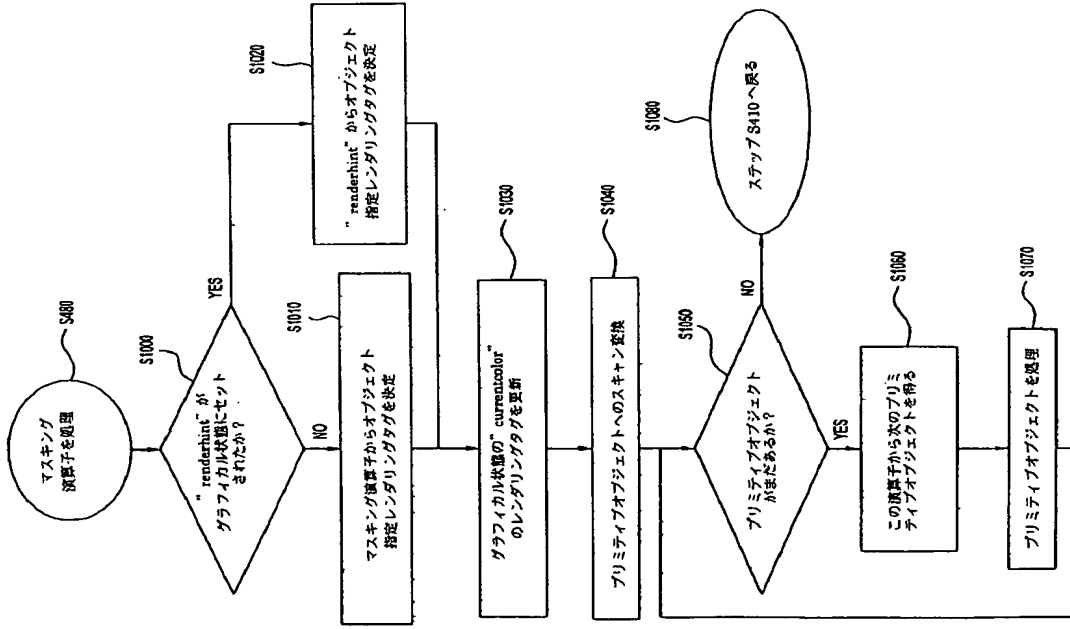 S480
マスキング
演算子を処理
S1000
"renderhint"が
グラフィカル状態にセット
されたか?
YES
NO
S1020
"renderhint"からオブジェクト
指定レンダリングタグを決定
S1010
マスキング演算子からオブジェクト
指定レンダリングタグを決定
S1030
グラフィカル状態の"currentcolor"
のレンダリングタグを更新
S1040
プリミティブオブジェクトへのスキャン変換
S1050
プリミティブオブジェクト
がまだあるか?
NO
YES
S1080
ステップS410へ戻る
S1060
この演算子から次のプリミ
ティブオブジェクトを得る
S1070
プリミティブオブジェクトを処理